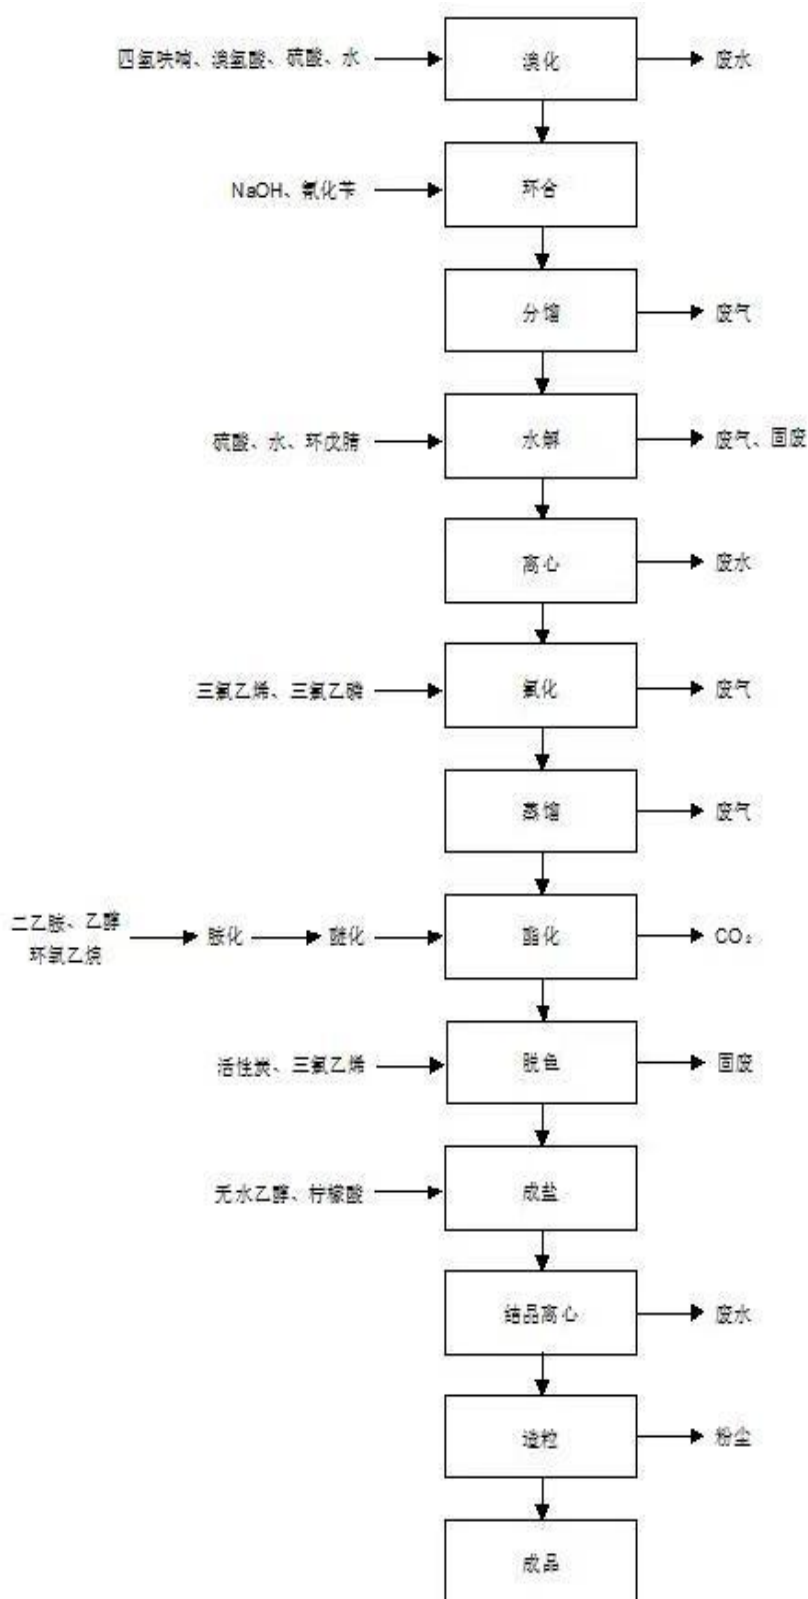 四氢呋喃、溴氢酸、硫酸、水
溴化
废水
NaOH、氰化苄
环合
分馏
废气
硫酸、水、环戊腈
水解
废气、固废
离心
废水
三氯乙烯、三氯乙磷
氯化
废气
蒸馏
废气
二乙胺、乙醇
环氧乙烷
胺化
醚化
酯化
CO₂
活性炭、三氯乙烯
脱色
固废
无水乙醇、柠檬酸
成盐
结晶离心
废水
造粒
粉尘
成品